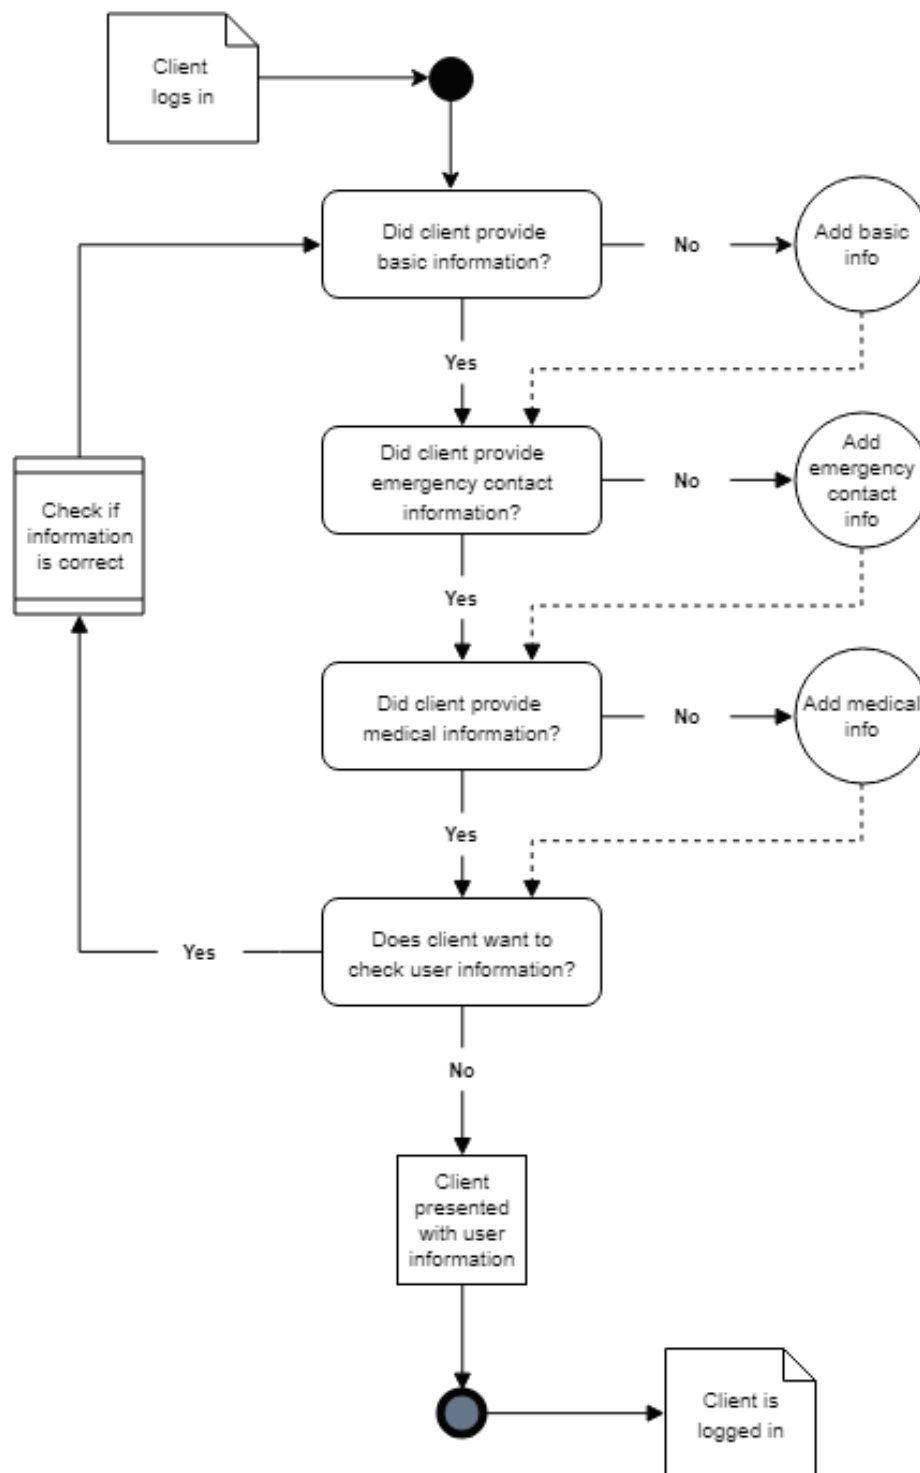 Client
logs in
Did client provide
basic information?
No
Add basic
info
Yes
Did client provide
emergency contact
information?
No
Add
emergency
contact
info
Check if
information
is correct
Yes
Did client provide
medical information?
No
Add medical
info
Yes
Does client want to
check user information?
Yes
No
Client
presented
with user
information
Client is
logged in